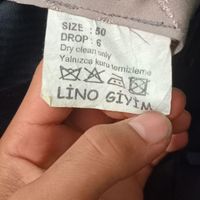 SIZE : 50
DROP : 6
Dry clean only
Yalnızca kuru temizleme
LİNO GİYİM